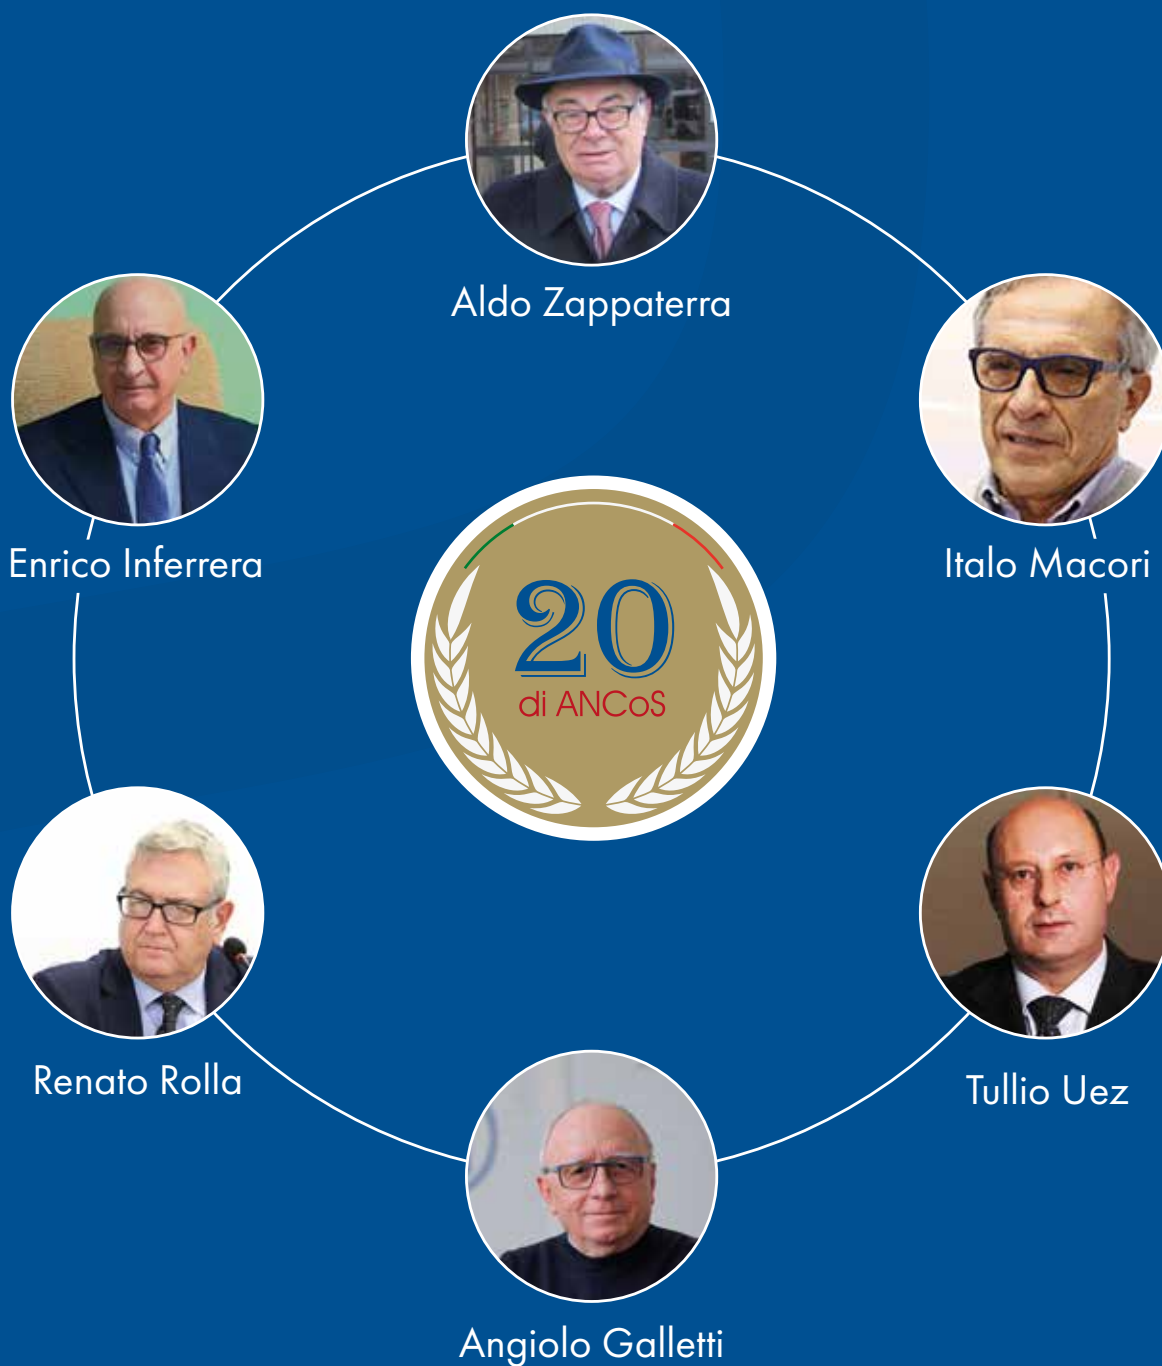 Aldo Zappaterra
Enrico Inferrera
Italo Macori
20
di ANCoS
Renato Rolla
Tullio Uez
Angiolo Galletti